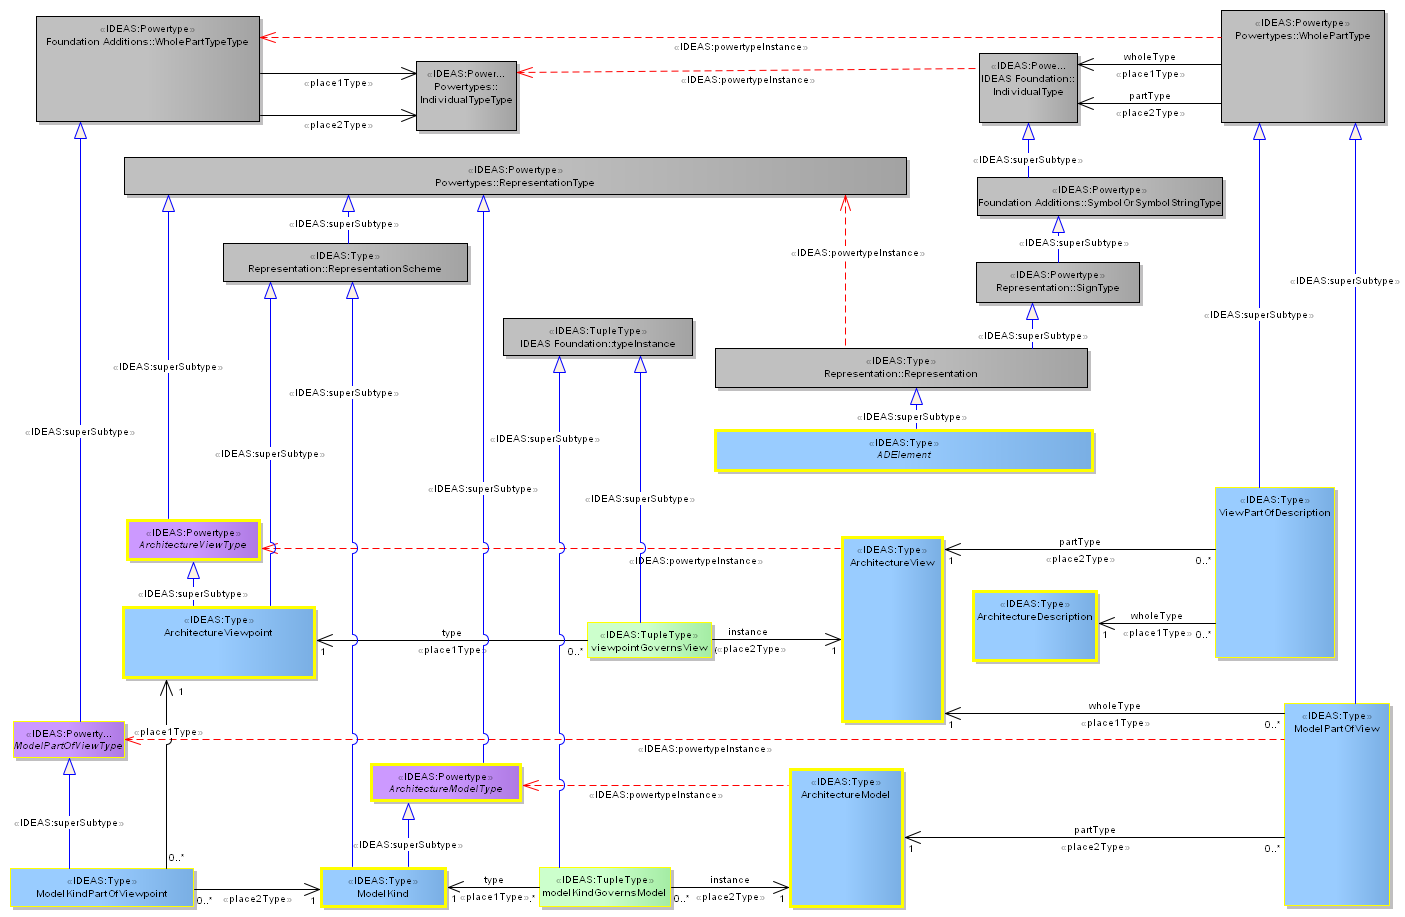 «IDEAS:Powertype»
Foundation Additions::WholePartTypeType
«IDEAS:Powertype»
Powertypes::WholePartType
«IDEAS:powertypeInstance»
«IDEAS:Power...
Powertypes::
IndividualTypeType
«place1Type»
«place2Type»
«IDEAS:powertypeInstance»
«IDEAS:Powe...
IDEAS Foundation::
IndividualType
wholeType
«place1Type»
partType
«place2Type»
«IDEAS:superSubtype»
«IDEAS:Powertype»
Powertypes::RepresentationType
«IDEAS:Powertype»
Foundation Additions::SymbolOrSymbolStringType
«IDEAS:superSubtype»
«IDEAS:superSubtype»
«IDEAS:Type»
Representation::RepresentationScheme
«IDEAS:powertypeInstance»
«IDEAS:Powertype»
Representation::SignType
«IDEAS:superSubtype»
«IDEAS:superSubtype»
«IDEAS:superSubtype»
«IDEAS:TupleType»
IDEAS Foundation::typeInstance
«IDEAS:Type»
Representation::Representation
«IDEAS:superSubtype»
«IDEAS:superSubtype»
«IDEAS:superSubtype»
«IDEAS:superSubtype»
«IDEAS:superSubtype»
«IDEAS:superSubtype»
«IDEAS:Type»
ADElement
«IDEAS:superSubtype»
«IDEAS:superSubtype»
«IDEAS:superSubtype»
«IDEAS:Type»
ViewPartOfDescription
«IDEAS:Powertype»
ArchitectureViewType
«IDEAS:powertypeInstance»
«IDEAS:Type»
ArchitectureView
partType
«place2Type»
1
0..*
«IDEAS:superSubtype»
«IDEAS:Type»
ArchitectureViewpoint
«IDEAS:Type»
ArchitectureDescription
wholeType
«place1Type»
1
0..*
type
«place1Type»
1
0..*
«IDEAS:TupleType»
viewpointGovernsView
instance
«place2Type»
1
1
wholeType
«place1Type»
1
0..*
«IDEAS:Type»
ModelPartOfView
«IDEAS:Powerty...
ModelPartOfViewType
«place1Type»
«IDEAS:powertypeInstance»
«IDEAS:Powertype»
ArchitectureModelType
«IDEAS:powertypeInstance»
«IDEAS:Type»
ArchitectureModel
«IDEAS:superSubtype»
«IDEAS:superSubtype»
partType
«place2Type»
1
0..*
0..*
«IDEAS:Type»
ModelKindPartOfViewpoint
0..*
«place2Type»
1
«IDEAS:Type»
ModelKind
type
«place1Type»
1
.*
«IDEAS:TupleType»
modelKindGovernsModel
instance
0..*
«place2Type»
1